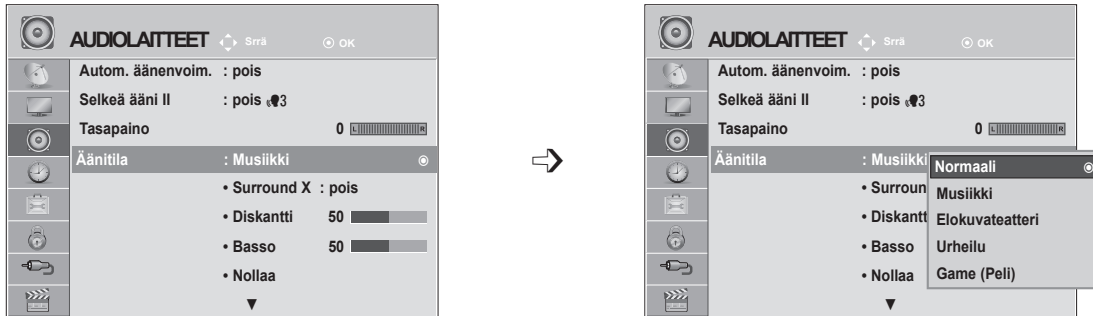 AUDIOLAITTEET Srrä OK
Autom. äänenvoim. : pois
Selkeä ääni II : pois 3
Tasapaino 0 L R
Äänitila : Musiikki
• Surround X : pois
• Diskantti 50
• Basso 50
• Nollaa
AUDIOLAITTEET Srrä OK
Autom. äänenvoim. : pois
Selkeä ääni II : pois 3
Tasapaino 0 L R
Äänitila : Musiikki
• Surroun
• Diskantt
• Basso
• Nollaa
Normaali
Musiikki
Elokuvateatteri
Urheilu
Game (Peli)